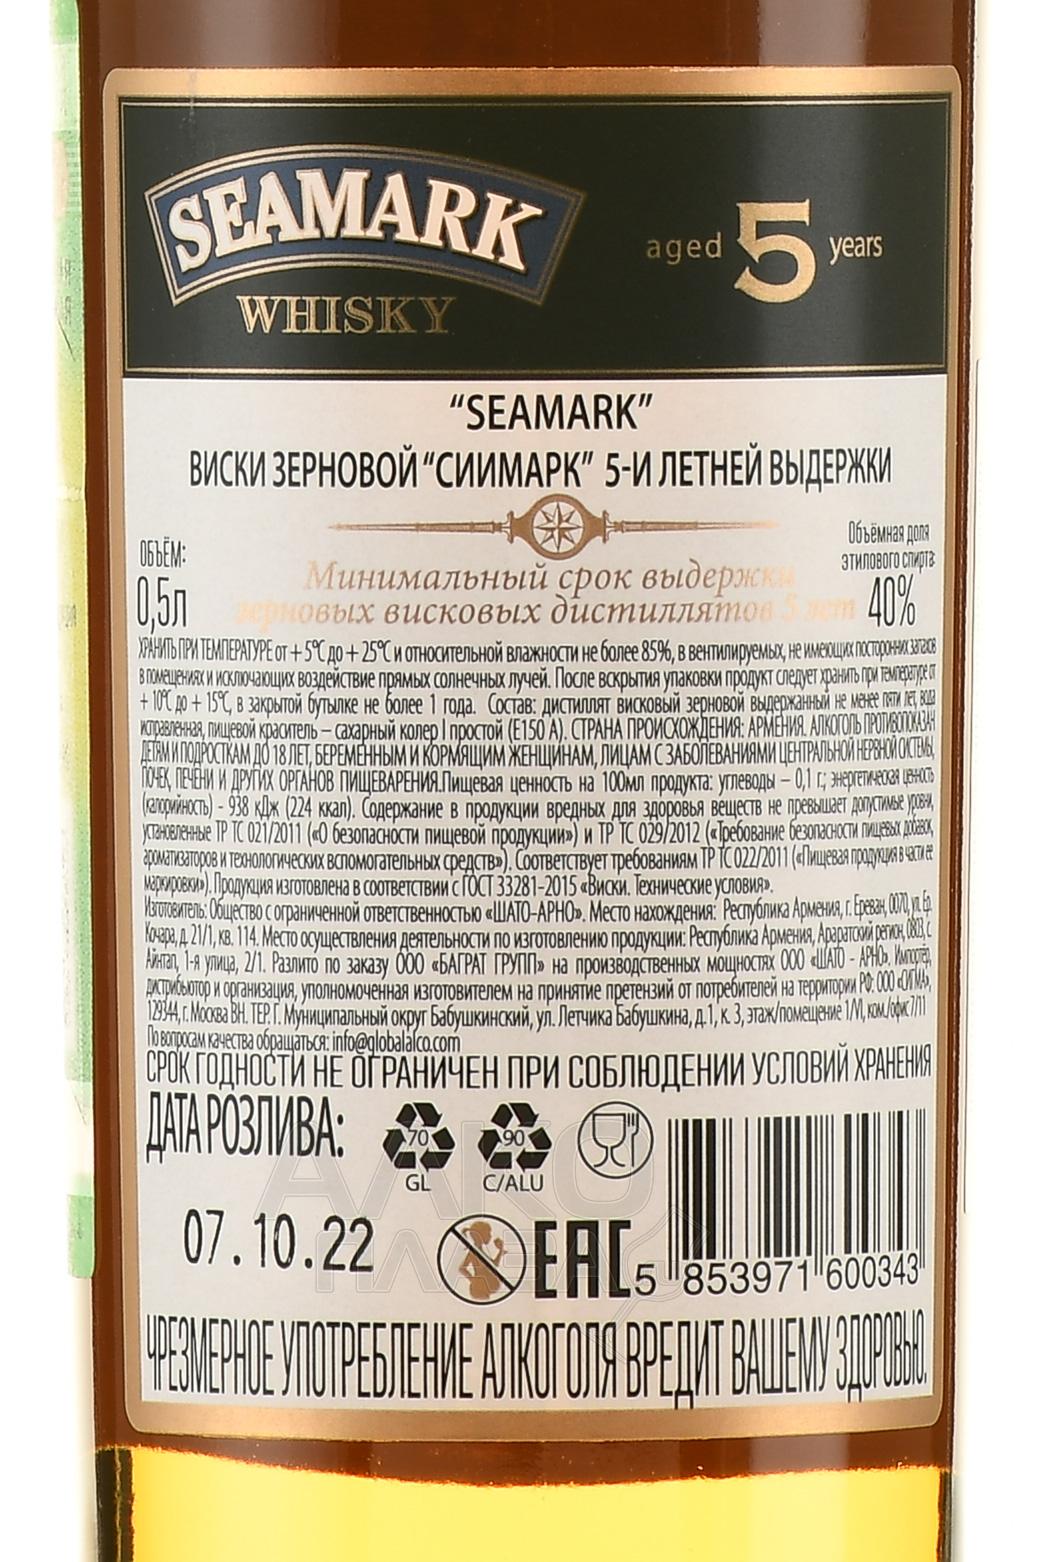 SEAMARK
WHISKY
aged 5 years
“SEAMARK”
ВИСКИ ЗЕРНОВОЙ “СИИМАРК” 5-И ЛЕТНЕЙ ВЫДЕРЖКИ
ОБЪЁМ:
0,5л
Минимальный срок выдержки
зерновых висковых дистиллятов 5 лет
Объёмная доля
этилового спирта:
40%
ХРАНИТЬ ПРИ ТЕМПЕРАТУРЕ от + 5°С до + 25°С и относительной влажности не более 85%, в вентилируемых, не имеющих посторонних запахов
в помещениях и исключающих воздействие прямых солнечных лучей. После вскрытия упаковки продукт следует хранить при температуре от
+ 10°С до + 15°С, в закрытой бутылке не более 1 года. Состав: дистиллят висковый зерновой выдержанный не менее пяти лет, вода
исправленная, пищевой краситель – сахарный колер I простой (Е150 А). СТРАНА ПРОИСХОЖДЕНИЯ: АРМЕНИЯ. АЛКОГОЛЬ ПРОТИВОПОКАЗАН
ДЕТЯМ И ПОДРОСТКАМ ДО 18 ЛЕТ, БЕРЕМЕННЫМ И КОРМЯЩИМ ЖЕНЩИНАМ, ЛИЦАМ С ЗАБОЛЕВАНИЯМИ ЦЕНТРАЛЬНОЙ НЕРВНОЙ СИСТЕМЫ,
ПОЧЕК, ПЕЧЕНИ И ДРУГИХ ОРГАНОВ ПИЩЕВАРЕНИЯ.Пищевая ценность на 100мл продукта: углеводы – 0,1 г.; энергетическая ценность
(калорийность) - 938 кДж (224 ккал). Содержание в продукции вредных для здоровья веществ не превышает допустимые уровни,
установленные ТР ТС 021/2011 («О безопасности пищевой продукции») и ТР ТС 029/2012 («Требование безопасности пищевых добавок,
ароматизаторов и технологических вспомогательных средств»). Соответствует требованиям ТР ТС 022/2011 («Пищевая продукция в части её
маркировки»). Продукция изготовлена в соответствии с ГОСТ 33281-2015 «Виски. Технические условия».
Изготовитель: Общество с ограниченной ответственностью «ШАТО-АРНО». Место нахождения: Республика Армения, г. Ереван, 0070, ул. Ер.
Кочара, д. 21/1, кв. 114. Место осуществления деятельности по изготовлению продукции: Республика Армения, Араратский регион, 0803, с.
Айнтап, 1-я улица, 2/1. Разлито по заказу ООО «БАГРАТ ГРУПП» на производственных мощностях ООО «ШАТО - АРНО». Импортёр,
дистрибьютор и организация, уполномоченная изготовителем на принятие претензий от потребителей на территории РФ: ООО «СИГМА»,
129344, г. Москва ВН. ТЕР. Г. Муниципальный округ Бабушкинский, ул. Летчика Бабушкина, д.1, к. 3, этаж/помещение 1/VI, ком./офис 7/11
По вопросам качества обращаться: info@globalalco.com
СРОК ГОДНОСТИ НЕ ОГРАНИЧЕН ПРИ СОБЛЮДЕНИИ УСЛОВИЙ ХРАНЕНИЯ
ДАТА РОЗЛИВА:
70
GL
90
C/ALU
07.10.22
EAC
5 853971 600343
АЛКО
ПЛАЗА
ЧРЕЗМЕРНОЕ УПОТРЕБЛЕНИЕ АЛКОГОЛЯ ВРЕДИТ ВАШЕМУ ЗДОРОВЬЮ.